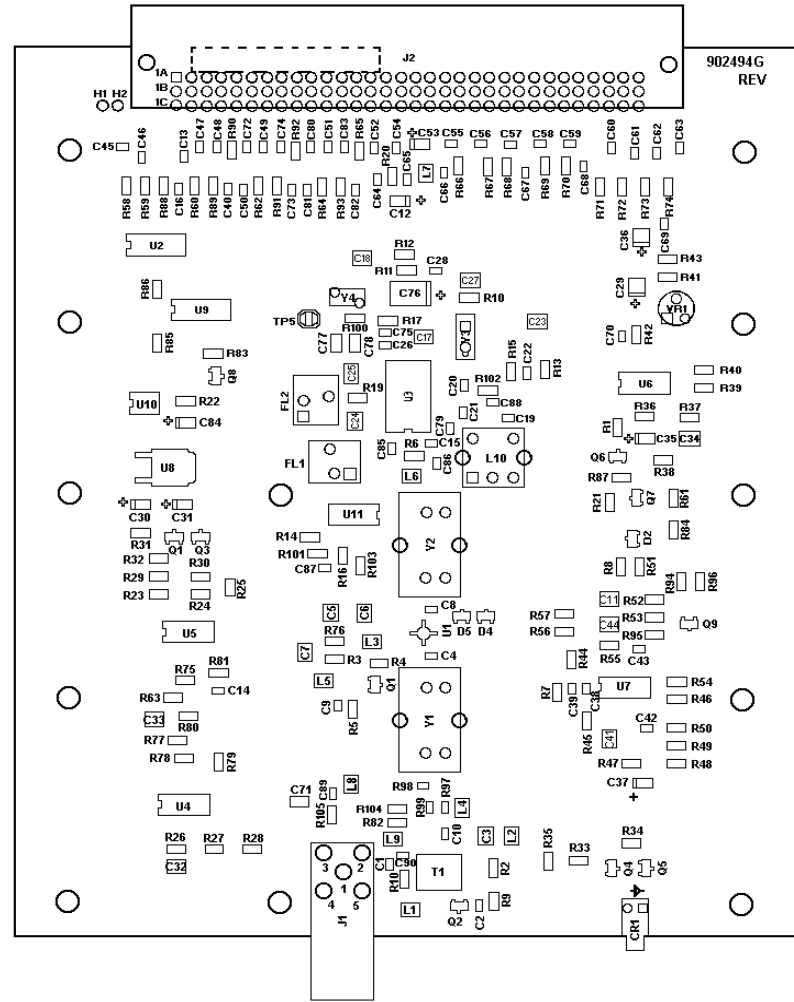 J2
902494G
REV
1A
1B
1C
H1 H2
C45
C46
C13
C47
C48
R90
C72
C49
C74
R92
C80
C51
C83
R65
C52
C54
C53
C55
C56
C57
C58
C59
C60
C61
C62
C63
R20
C65
L7
C64
C12
C66
R66
R67
R68
C67
R69
R70
C68
R58
R59
R88
C16
R60
R89
C40
C50
R62
R91
C73
C81
R64
R93
C82
R71
R72
R73
R74
U2
C18
R12
R11
C28
C27
C36
C69
R43
R41
R86
U9
Y4
C76
R10
C29
VR1
TP5
R100
R17
C75
C26
C17
Y3
C23
C70
R42
R85
R83
C77
C78
Q8
C25
R19
U3
C20
R102
R15
C22
R13
U6
R40
R39
FL2
C88
C21
C19
U10
R22
C84
C24
C79
R1
R36
R37
C35
C34
FL1
C85
R6
C15
C86
L10
L6
Q6
R38
R87
U8
C30
C31
U11
R21
Q7
R61
R31
Q1
Q3
R14
R101
C87
R16
R103
Y2
D2
R84
R32
R30
R29
R23
R24
R25
R8
R51
R94
R96
C5
C6
C8
C11
R52
U5
R76
L3
U1
D5
D4
R57
R56
C44
R53
R95
Q9
C7
R3
R4
C4
R55
C43
R44
R75
R81
L5
Q1
R63
C14
R7
C39
C38
U7
R54
R46
C33
R80
C9
R5
Y1
R45
C41
C42
R50
R77
R49
R78
R79
R47
R48
C37
L8
R98
U4
C71
C89
R105
R104
R82
R99
R97
L4
L9
C10
C3
L2
R26
R27
R28
R35
R33
R34
C32
3
2
1
4
5
C1
C90
R10
T1
R2
Q4
Q5
J1
L1
Q2
C2
R9
CR1